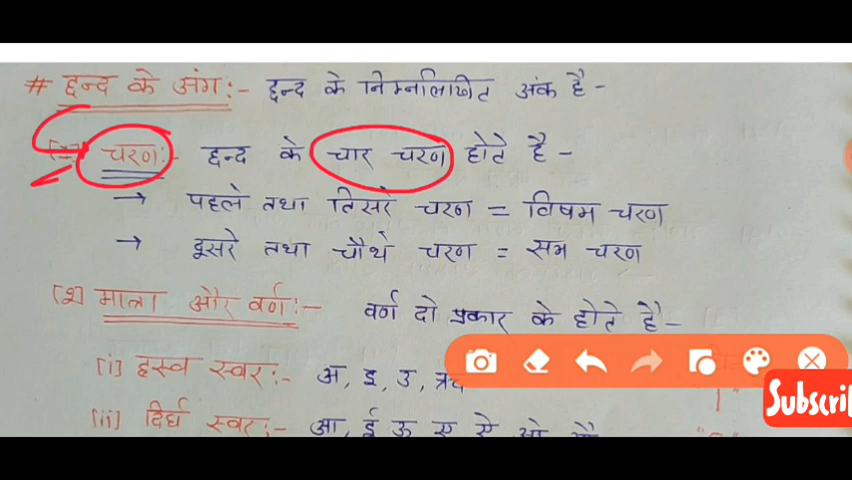 # छन्द के अंग:- छन्द के निम्नलिखीत अंक है -
चरण:- छन्द के चार चरण होते है -
→ पहले तथा तिसरे चरण = विषम चरण
→ दूसरे तथा चौथे चरण = सम चरण
[२] मात्रा और वर्ग:- वर्ग दो प्रकार के होते है -
[i] ह्रस्व स्वर:- अ, इ, उ, ऋ
[ii] दिर्घ स्वर:- आ, ई ऊ ए ऐ ओ
Subscri